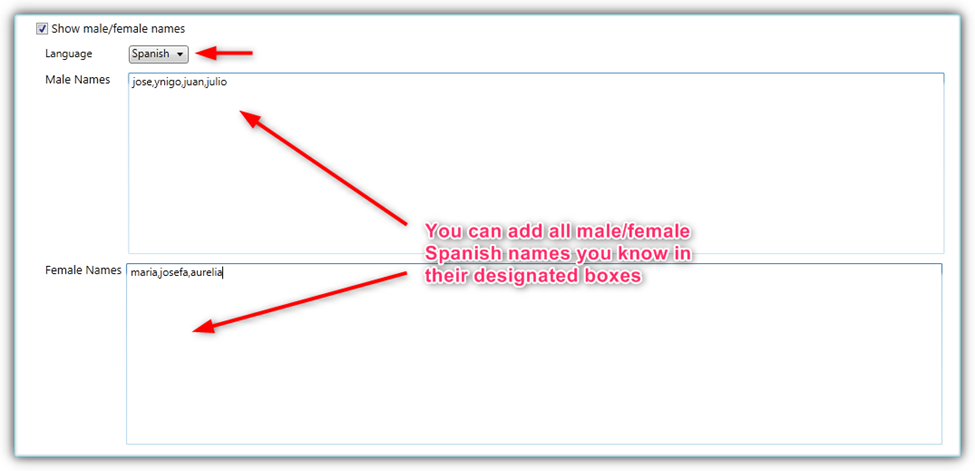 Show male/female names
Language
Spanish
Male Names
jose,ynigo,juan,julio
You can add all male/female
Spanish names you know in
their designated boxes
Female Names
maria,josefa,aurelia